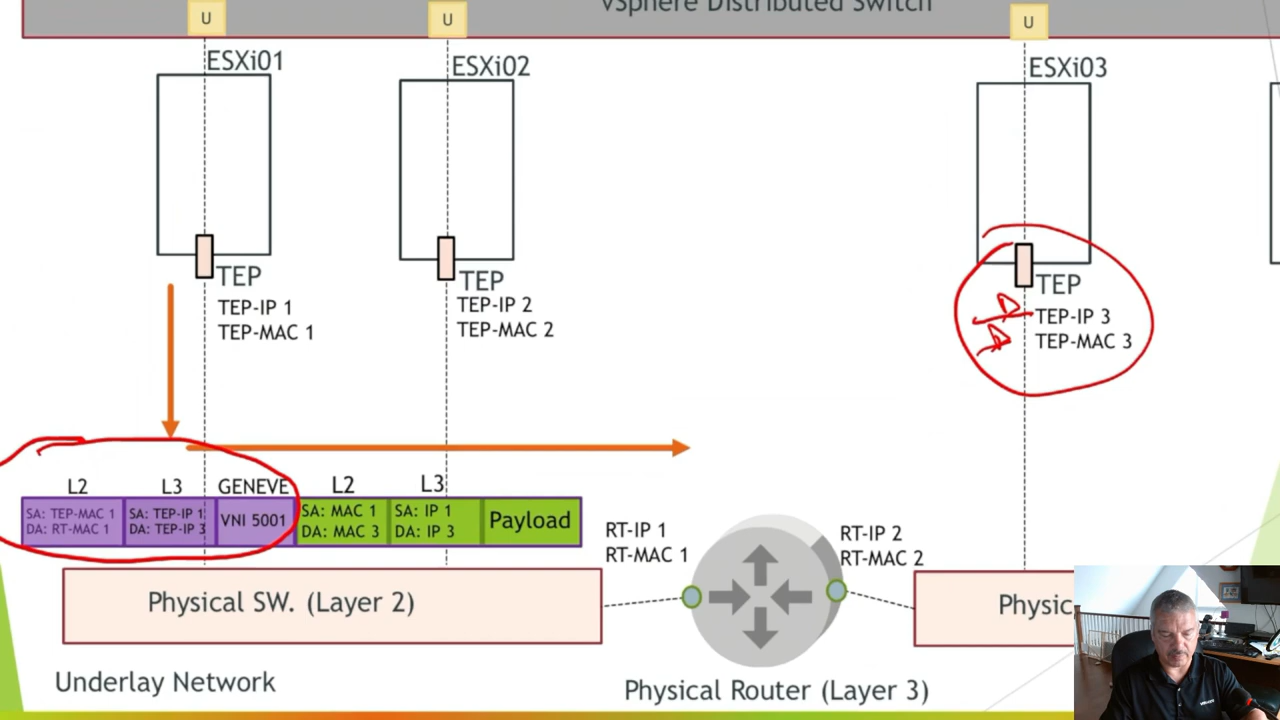 vSphere Distributed Switch
U
U
U
ESXi01
ESXi02
ESXi03
TEP
TEP-IP 1
TEP-MAC 1
TEP
TEP-IP 2
TEP-MAC 2
TEP
TEP-IP 3
TEP-MAC 3
L2
L3
GENEVE
L2
L3
SA: TEP-MAC 1
DA: RT-MAC 1
SA: TEP-IP 1
DA: TEP-IP 3
VNI 5001
SA: MAC 1
DA: MAC 3
SA: IP 1
DA: IP 3
Payload
RT-IP 1
RT-MAC 1
RT-IP 2
RT-MAC 2
Physical SW. (Layer 2)
Physic
Underlay Network
Physical Router (Layer 3)